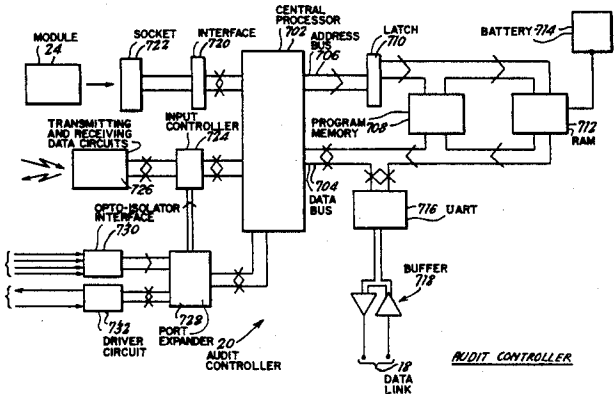 MODULE
24
SOCKET
722
INTERFACE
720
CENTRAL
PROCESSOR
702
ADDRESS
BUS
706
LATCH
710
BATTERY 714
PROGRAM
MEMORY
708
712
RAM
TRANSMITTING
AND RECEIVING
DATA CIRCUITS
726
INPUT
CONTROLLER
724
704
DATA
BUS
716 UART
OPTO-ISOLATOR
INTERFACE
730
732
DRIVER
CIRCUIT
728
PORT
EXPANDER
20
AUDIT
CONTROLLER
BUFFER
718
18
DATA
LINK
AUDIT CONTROLLER